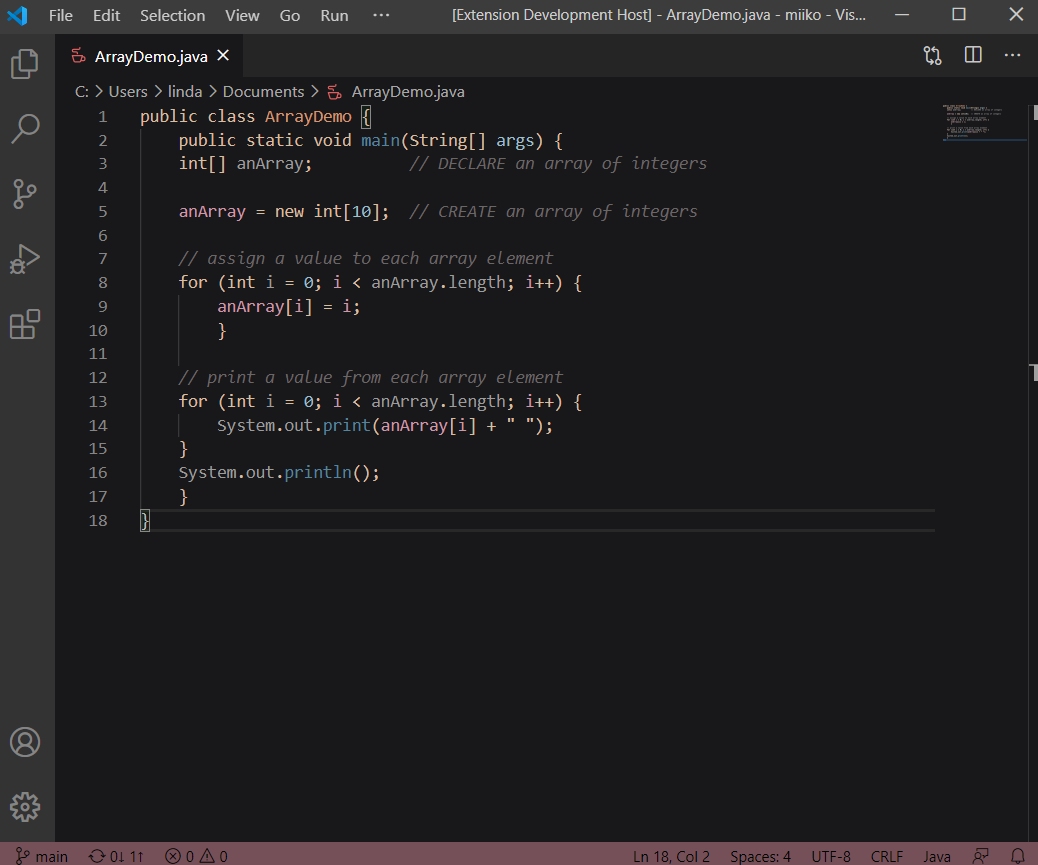 File Edit Selection View Go Run ··· [Extension Development Host] - ArrayDemo.java - miiko - Vis...
ArrayDemo.java
C: > Users > linda > Documents > ArrayDemo.java
1 public class ArrayDemo {
2     public static void main(String[] args) {
3     int[] anArray;          // DECLARE an array of integers
4
5     anArray = new int[10];  // CREATE an array of integers
6
7     // assign a value to each array element
8     for (int i = 0; i < anArray.length; i++) {
9         anArray[i] = i;
10         }
11
12     // print a value from each array element
13     for (int i = 0; i < anArray.length; i++) {
14         System.out.print(anArray[i] + " ");
15     }
16     System.out.println();
17     }
18 }
main 0↓ 1↑ 0 0 Ln 18, Col 2 Spaces: 4 UTF-8 CRLF Java